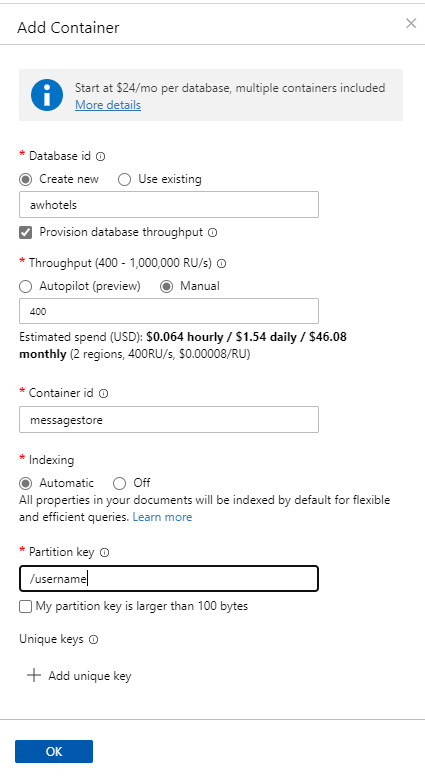 Add Container
Start at $24/mo per database, multiple containers included
More details
* Database id
Create new Use existing
awhotels
Provision database throughput
* Throughput (400 - 1,000,000 RU/s)
Autopilot (preview) Manual
400
Estimated spend (USD): $0.064 hourly / $1.54 daily / $46.08
monthly (2 regions, 400RU/s, $0.00008/RU)
* Container id
messagestore
* Indexing
Automatic Off
All properties in your documents will be indexed by default for flexible
and efficient queries. Learn more
* Partition key
/username
My partition key is larger than 100 bytes
Unique keys
Add unique key
OK